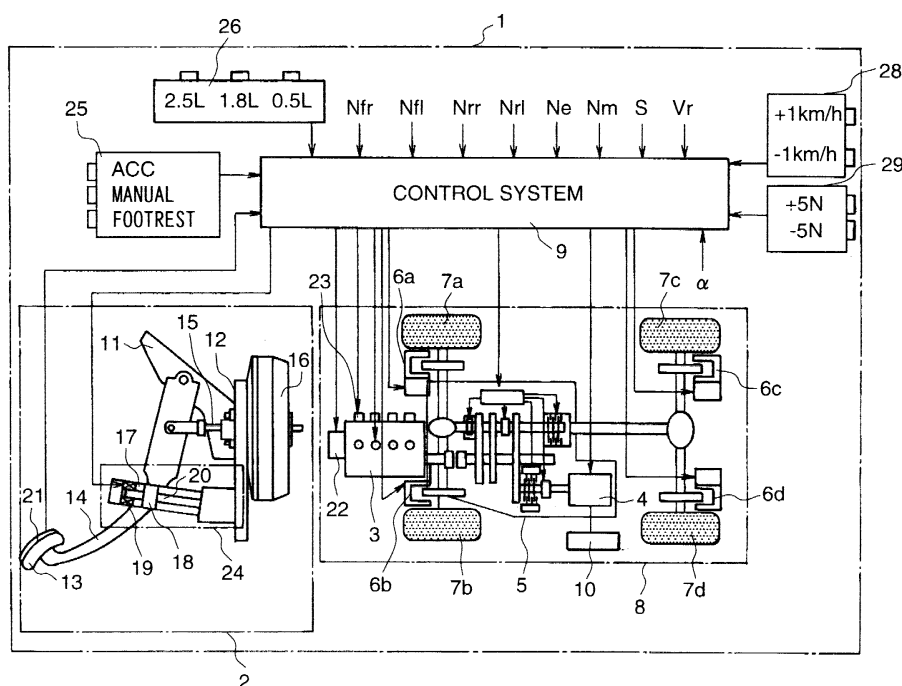 1
26
2.5L 1.8L 0.5L
Nfr Nfl Nrr Nrl Ne Nm S Vr
28
+1km/h
-1km/h
25
ACC
MANUAL
FOOTREST
CONTROL SYSTEM
29
+5N
-5N
9
α
23 6a 7a 7c
11 15 12 16
6c
17 20
22 3 4
21 14
6d
13 19 18 24
6b 7b 5 10 8 7d
2